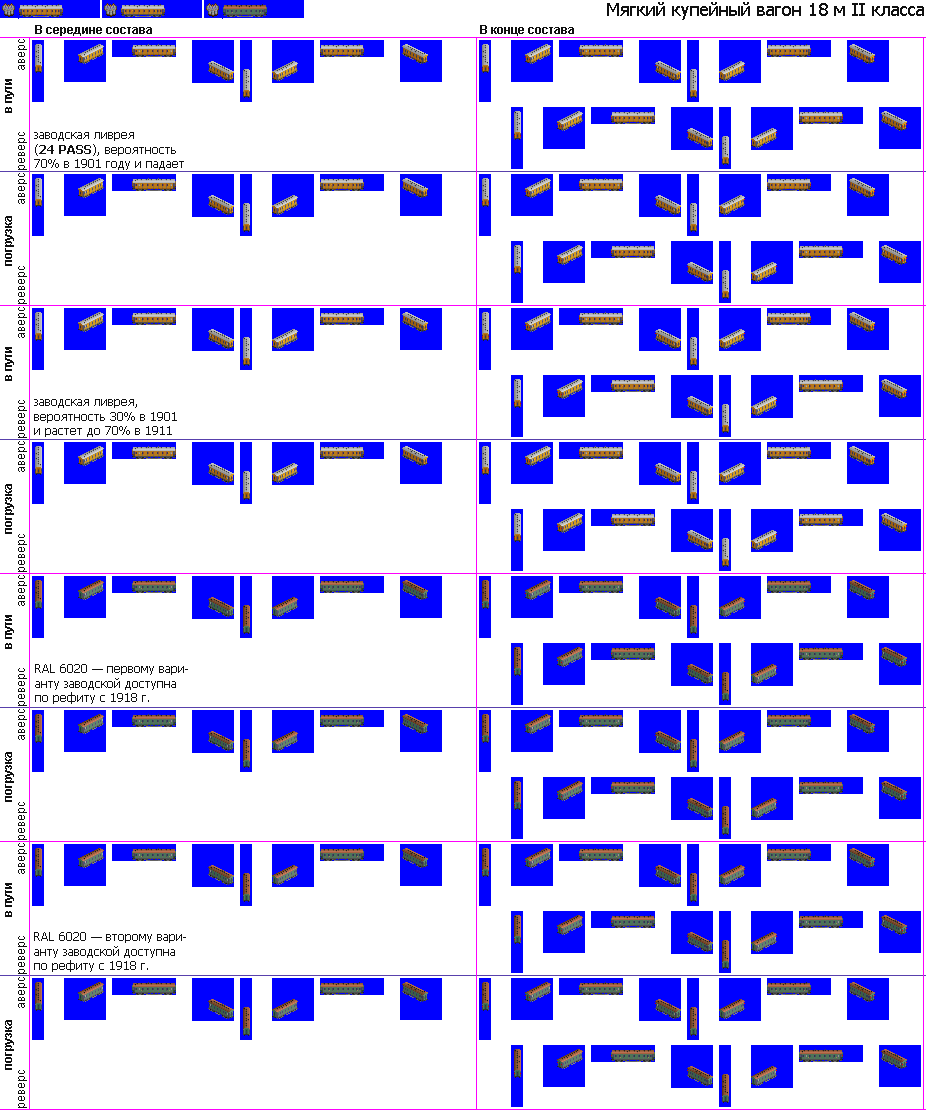 Мягкий купейный вагон 18 м II класса
В середине состава
В конце состава
аверс
в пути
реверс
заводская ливрея
(24 PASS), вероятность
70% в 1901 году и падает
аверс
погрузка
реверс
аверс
в пути
реверс
заводская ливрея,
вероятность 30% в 1901
и растет до 70% в 1911
аверс
погрузка
реверс
аверс
в пути
реверс
RAL 6020 — первому вари-
анту заводской доступна
по рефиту с 1918 г.
аверс
погрузка
реверс
аверс
в пути
реверс
RAL 6020 — второму вари-
анту заводской доступна
по рефиту с 1918 г.
аверс
погрузка
реверс